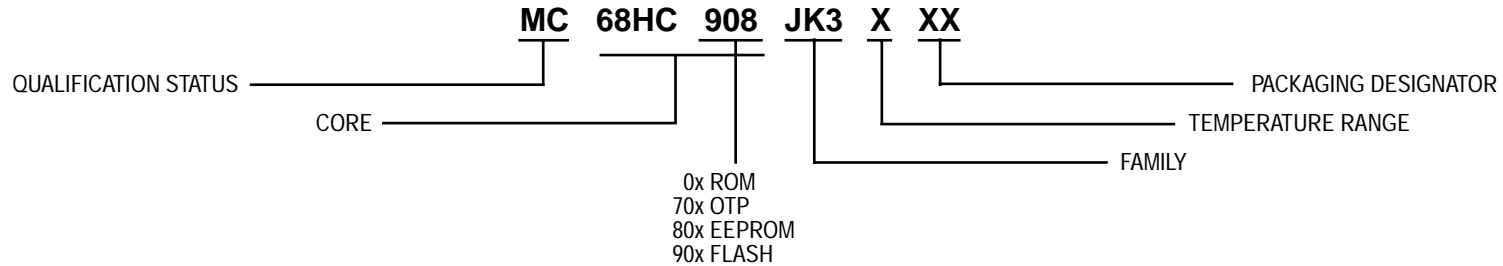 MC 68HC 908 JK3 X XX
QUALIFICATION STATUS
PACKAGING DESIGNATOR
CORE
TEMPERATURE RANGE
FAMILY
0x ROM
70x OTP
80x EEPROM
90x FLASH